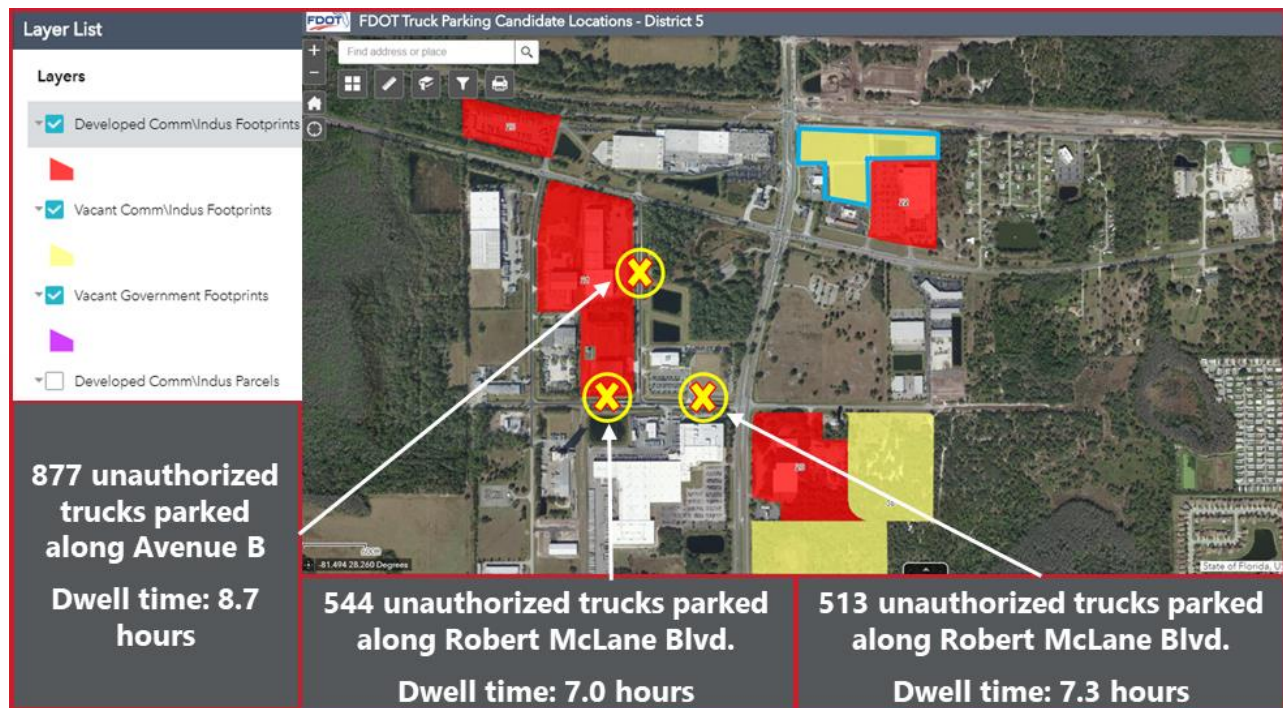 Layer List
Layers
Developed Comm\Indus Footprints
Vacant Comm\Indus Footprints
Vacant Government Footprints
Developed Comm\Indus Parcels
FDOT
FDOT Truck Parking Candidate Locations - District 5
+
Find address or place
-
-81.494 28.260 Degrees
State of Florida, U
877 unauthorized
trucks parked
along Avenue B
Dwell time: 8.7
hours
544 unauthorized trucks parked
along Robert McLane Blvd.
Dwell time: 7.0 hours
513 unauthorized trucks parked
along Robert McLane Blvd.
Dwell time: 7.3 hours